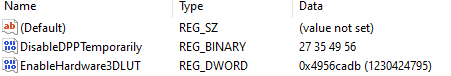 Name Type Data
(Default) REG_SZ (value not set)
DisableDPPTemporarily REG_BINARY 27 35 49 56
EnableHardware3DLUT REG_DWORD 0x4956cadb (1230424795)